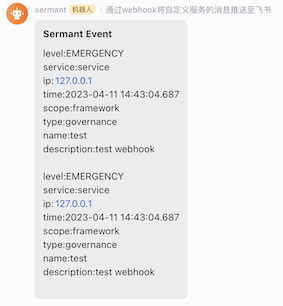 sermant 机器人 | 通过webhook将自定义服务的消息推送至飞书
Sermant Event
level:EMERGENCY
service:service
ip: 127.0.0.1
time:2023-04-11 14:43:04.687
scope:framework
type:governance
name:test
description:test webhook
level:EMERGENCY
service:service
ip: 127.0.0.1
time:2023-04-11 14:43:04.687
scope:framework
type:governance
name:test
description:test webhook